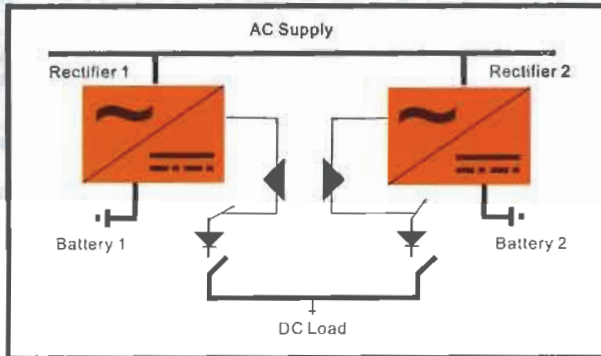 AC Supply
Rectifier 1
Rectifier 2
Battery 1
Battery 2
DC Load